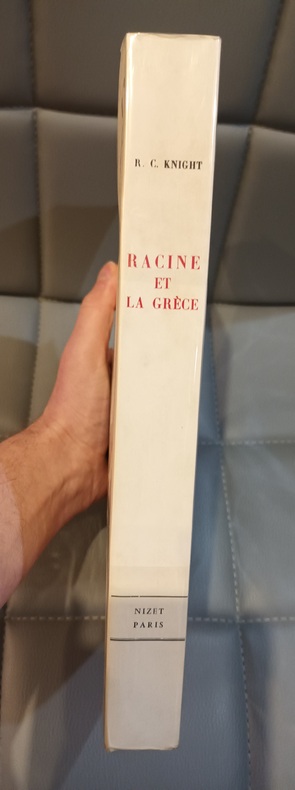 R. C. KNIGHT
RACINE
ET
LA GRÈCE
NIZET
PARIS